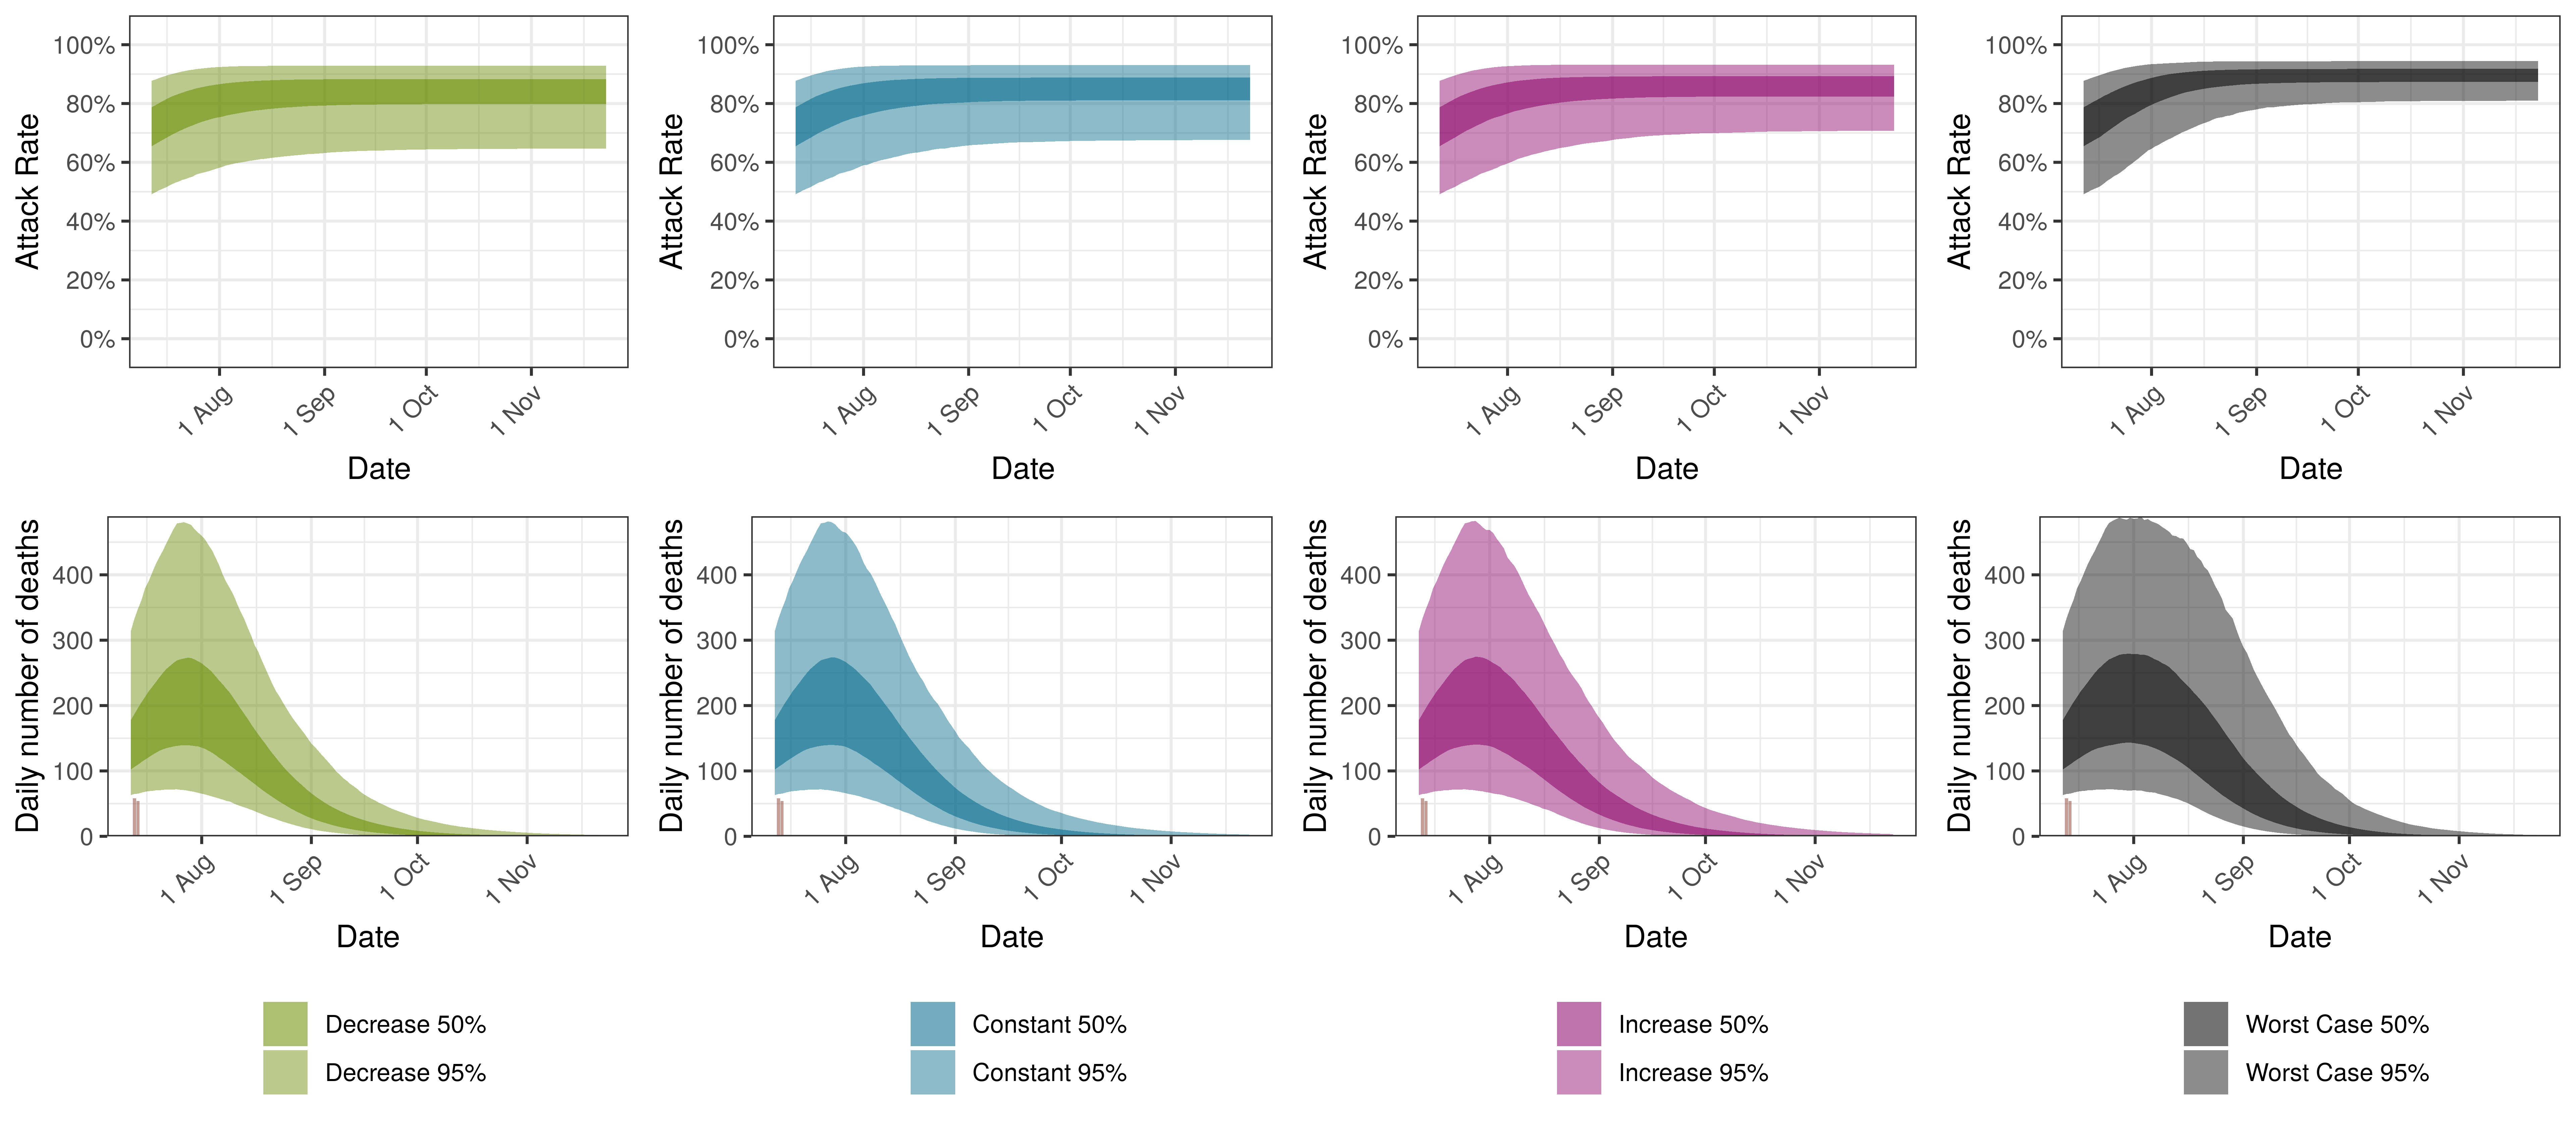 Attack Rate
100%
80%
60%
40%
20%
0%
1 Aug
1 Sep
1 Oct
1 Nov
Date
Attack Rate
100%
80%
60%
40%
20%
0%
1 Aug
1 Sep
1 Oct
1 Nov
Date
Attack Rate
100%
80%
60%
40%
20%
0%
1 Aug
1 Sep
1 Oct
1 Nov
Date
Attack Rate
100%
80%
60%
40%
20%
0%
1 Aug
1 Sep
1 Oct
1 Nov
Date
Daily number of deaths
400
300
200
100
0
1 Aug
1 Sep
1 Oct
1 Nov
Date
Daily number of deaths
400
300
200
100
0
1 Aug
1 Sep
1 Oct
1 Nov
Date
Daily number of deaths
400
300
200
100
0
1 Aug
1 Sep
1 Oct
1 Nov
Date
Daily number of deaths
400
300
200
100
0
1 Aug
1 Sep
1 Oct
1 Nov
Date
Decrease 50%
Decrease 95%
Constant 50%
Constant 95%
Increase 50%
Increase 95%
Worst Case 50%
Worst Case 95%